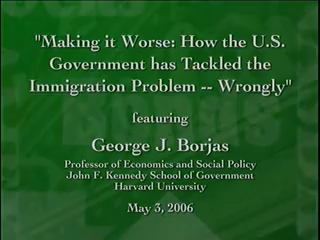 "Making it Worse: How the U.S.
Government has Tackled the
Immigration Problem -- Wrongly"
featuring
George J. Borjas
Professor of Economics and Social Policy
John F. Kennedy School of Government
Harvard University
May 3, 2006